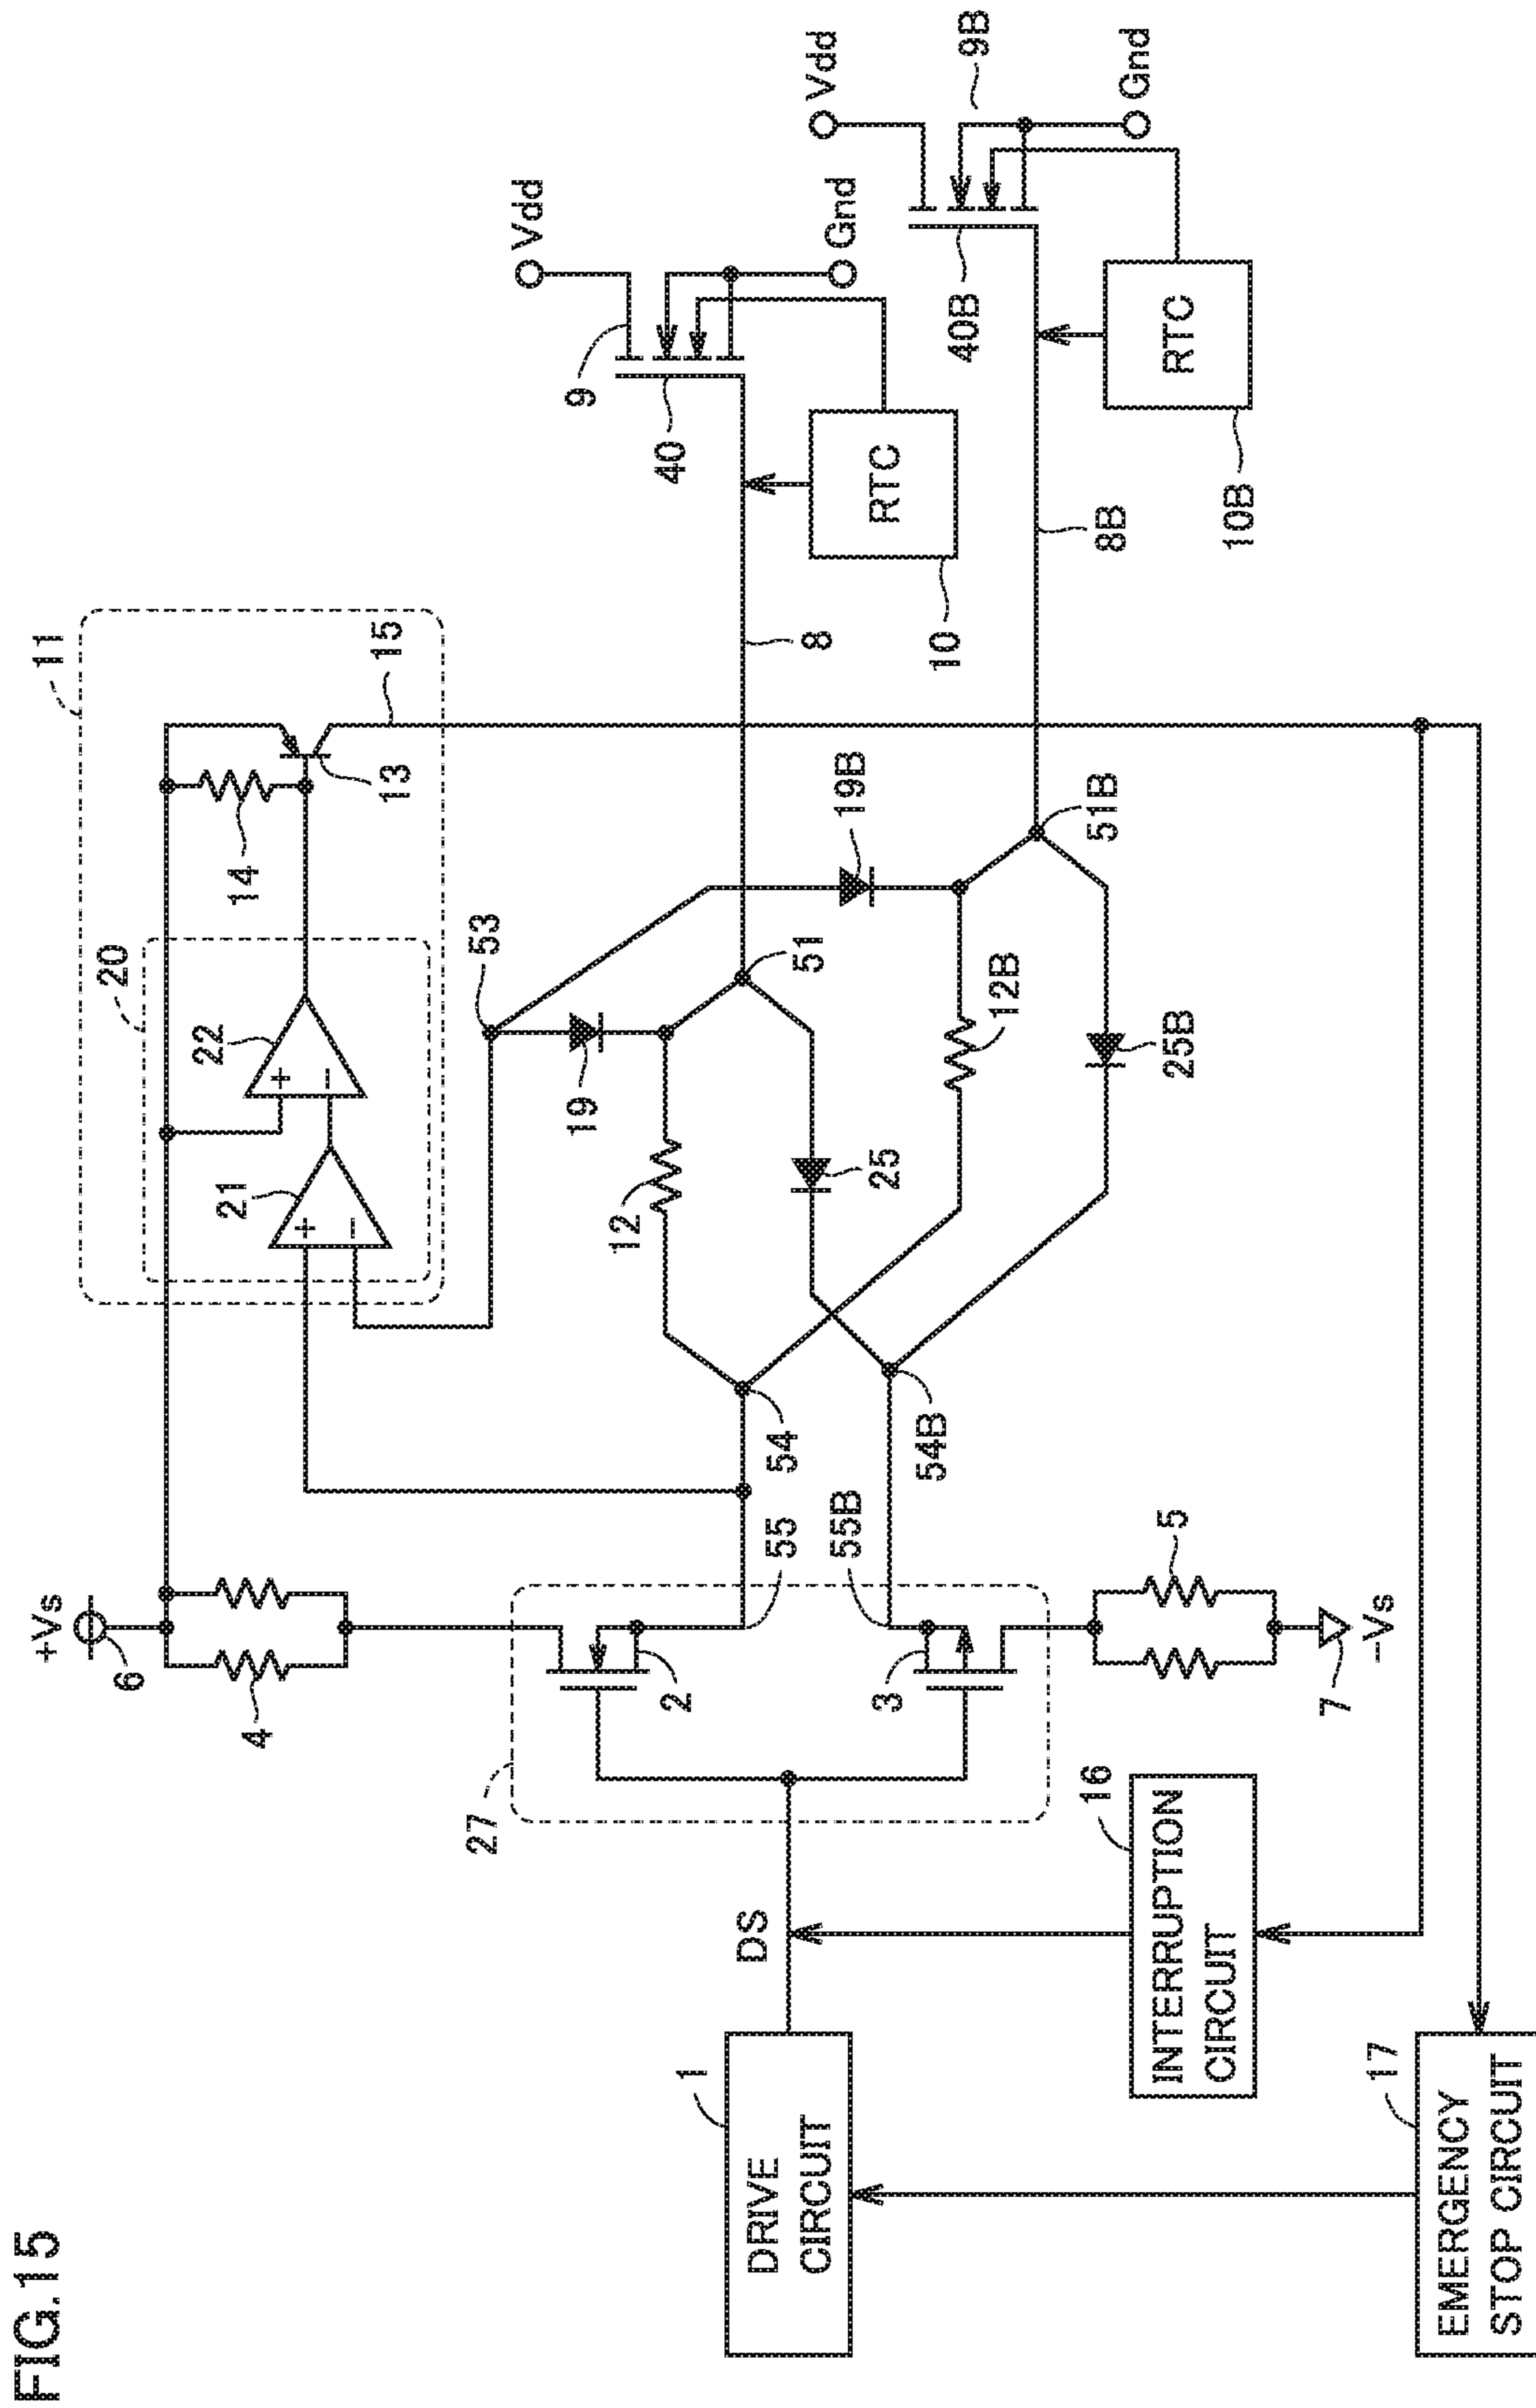 FIG.15
+Vs
6
4
11
20
22
21
+
−
+
−
14
13
15
53
19
19B
12
25
12B
25B
51
51B
54
54B
55
55B
27
2
3
5
7
−Vs
DS
1
DRIVE
CIRCUIT
16
INTERRUPTION
CIRCUIT
17
EMERGENCY
STOP CIRCUIT
8
8B
Vdd
9
40
Gnd
RTC
10
Vdd
9B
40B
Gnd
RTC
10B